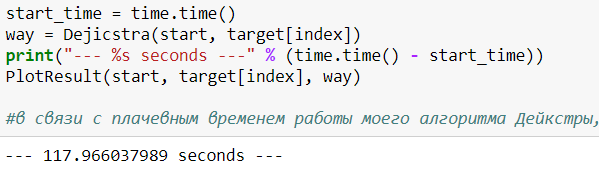 start_time = time.time()
way = Dejicstra(start, target[index])
print("--- %s seconds ---" % (time.time() - start_time))
PlotResult(start, target[index], way)
#в связи с плачевным временем работы моего алгоритма Дейкстры,
--- 117.966037989 seconds ---